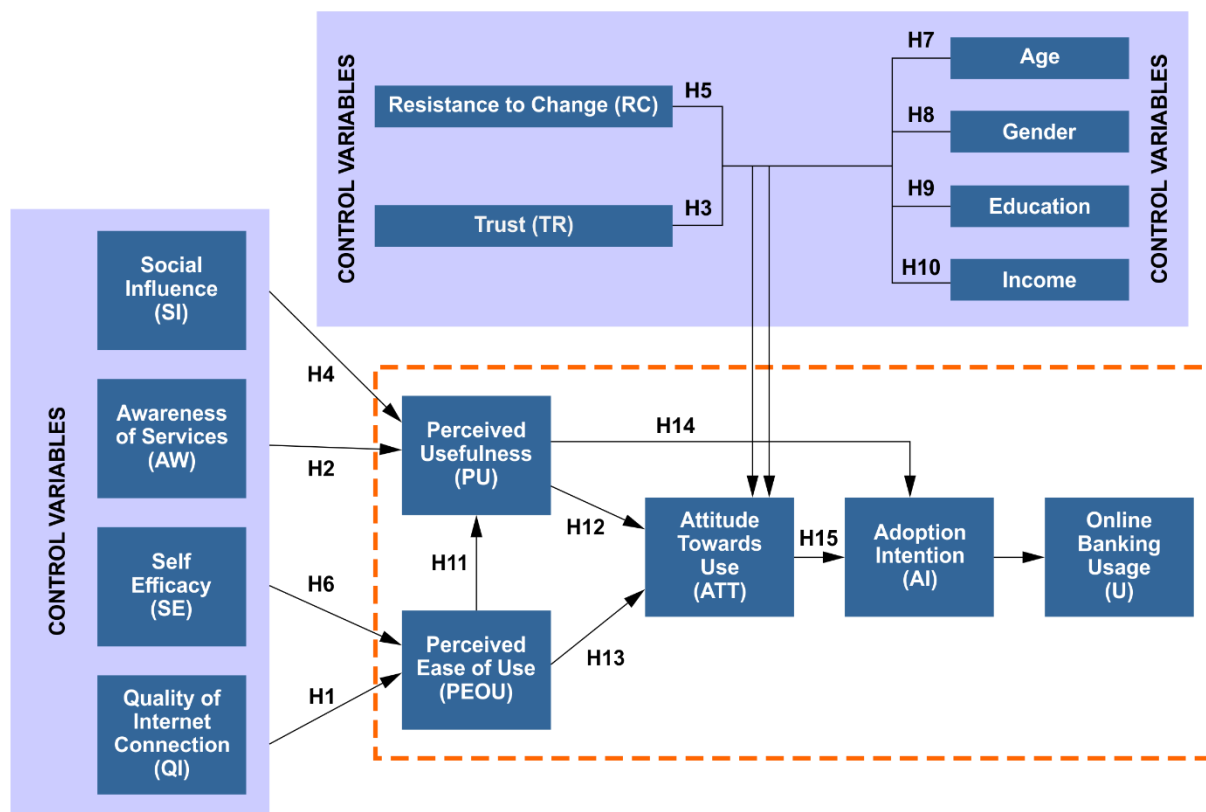 CONTROL VARIABLES
Resistance to Change (RC)
H5
Trust (TR)
H3
H7
Age
H8
Gender
H9
Education
H10
Income
CONTROL VARIABLES
CONTROL VARIABLES
Social
Influence
(SI)
H4
Awareness
of Services
(AW)
H2
Self
Efficacy
(SE)
H6
Quality of
Internet
Connection
(QI)
H1
Perceived
Usefulness
(PU)
H14
H12
H11
Perceived
Ease of Use
(PEOU)
H13
Attitude
Towards
Use
(ATT)
H15
Adoption
Intention
(AI)
Online
Banking
Usage
(U)